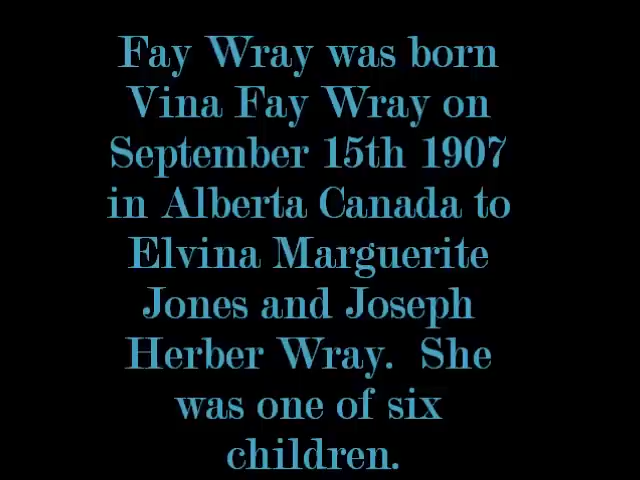 Fay Wray was born
Vina Fay Wray on
September 15th 1907
in Alberta Canada to
Elvina Marguerite
Jones and Joseph
Herber Wray.  She
was one of six
children.